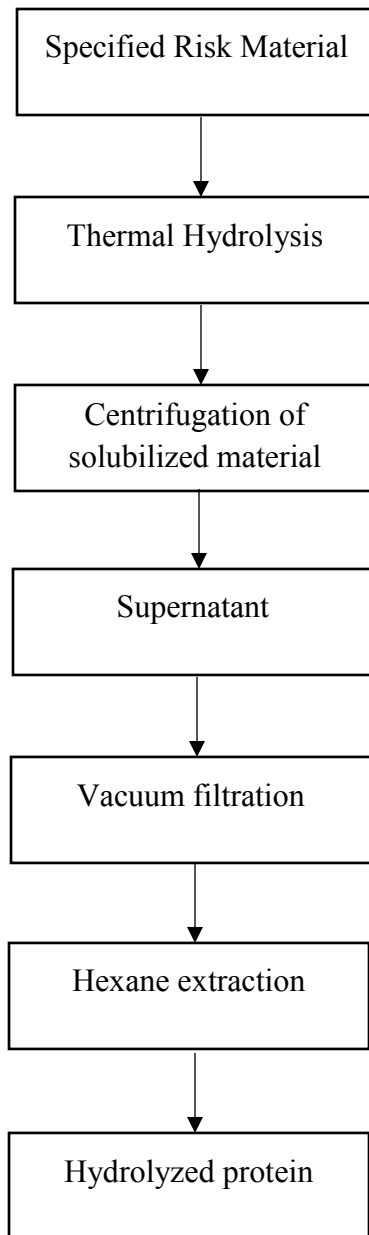 Specified Risk Material
Thermal Hydrolysis
Centrifugation of
solubilized material
Supernatant
Vacuum filtration
Hexane extraction
Hydrolyzed protein